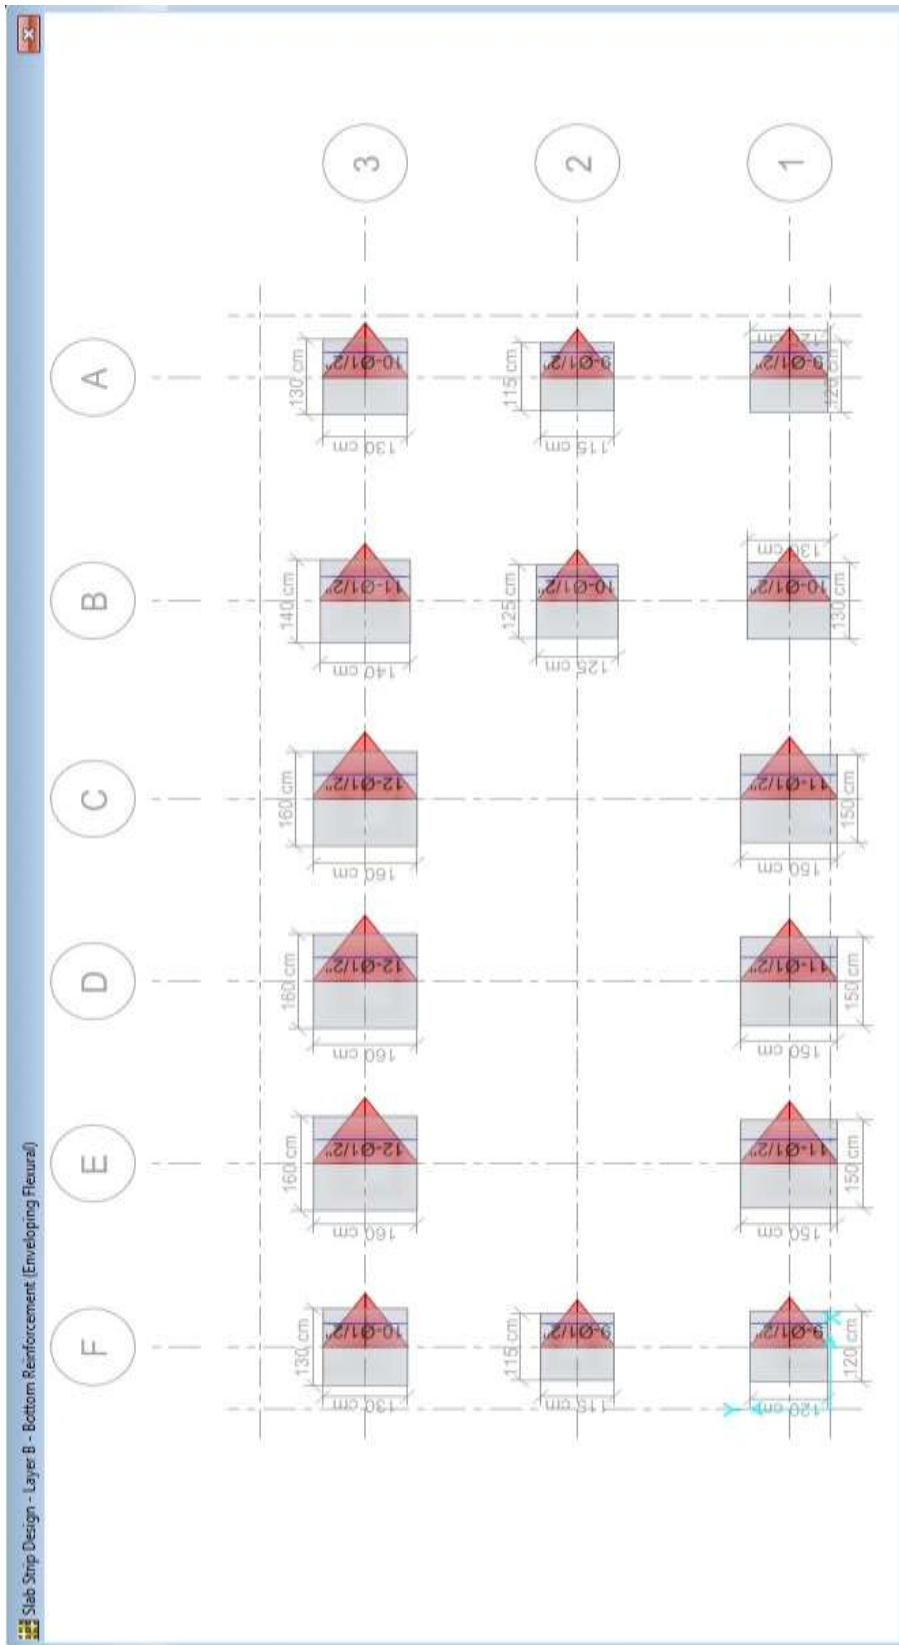 Slab Strip Design - Layer B - Bottom Reinforcement (Enveloping Flexural)
F
E
D
C
B
A
130 cm
160 cm
160 cm
160 cm
140 cm
130 cm
130 cm
10-Ø1/2"
160 cm
12-Ø1/2"
160 cm
12-Ø1/2"
160 cm
12-Ø1/2"
140 cm
11-Ø1/2"
130 cm
10-Ø1/2"
3
115 cm
125 cm
115 cm
115 cm
9-Ø1/2"
125 cm
10-Ø1/2"
115 cm
9-Ø1/2"
2
Y
120 cm
9-Ø1/2"
150 cm
11-Ø1/2"
150 cm
11-Ø1/2"
150 cm
11-Ø1/2"
10-Ø1/2"
130 cm
9-Ø1/2"
120 cm
1
X
120 cm
150 cm
150 cm
150 cm
130 cm
120 cm